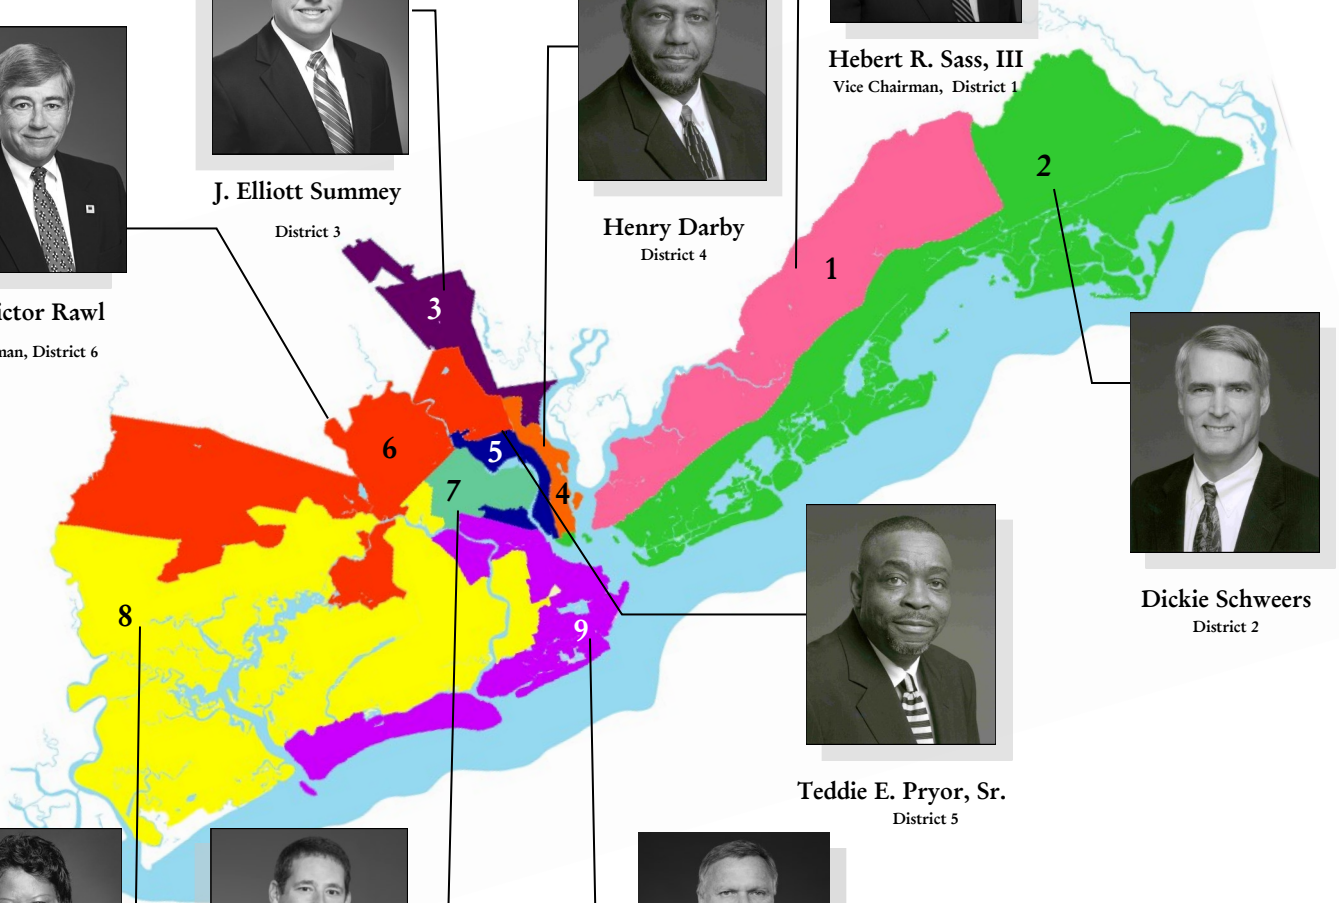 Hebert R. Sass, III
Vice Chairman, District 1
J. Elliott Summey
District 3
Henry Darby
District 4
ictor Rawl
man, District 6
1
2
3
4
5
6
7
8
9
Dickie Schweers
District 2
Teddie E. Pryor, Sr.
District 5